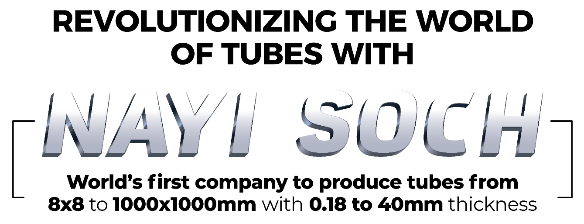 REVOLUTIONIZING THE WORLD
OF TUBES WITH
NAYI SOCH
World's first company to produce tubes from
8x8 to 1000x1000mm with 0.18 to 40mm thickness